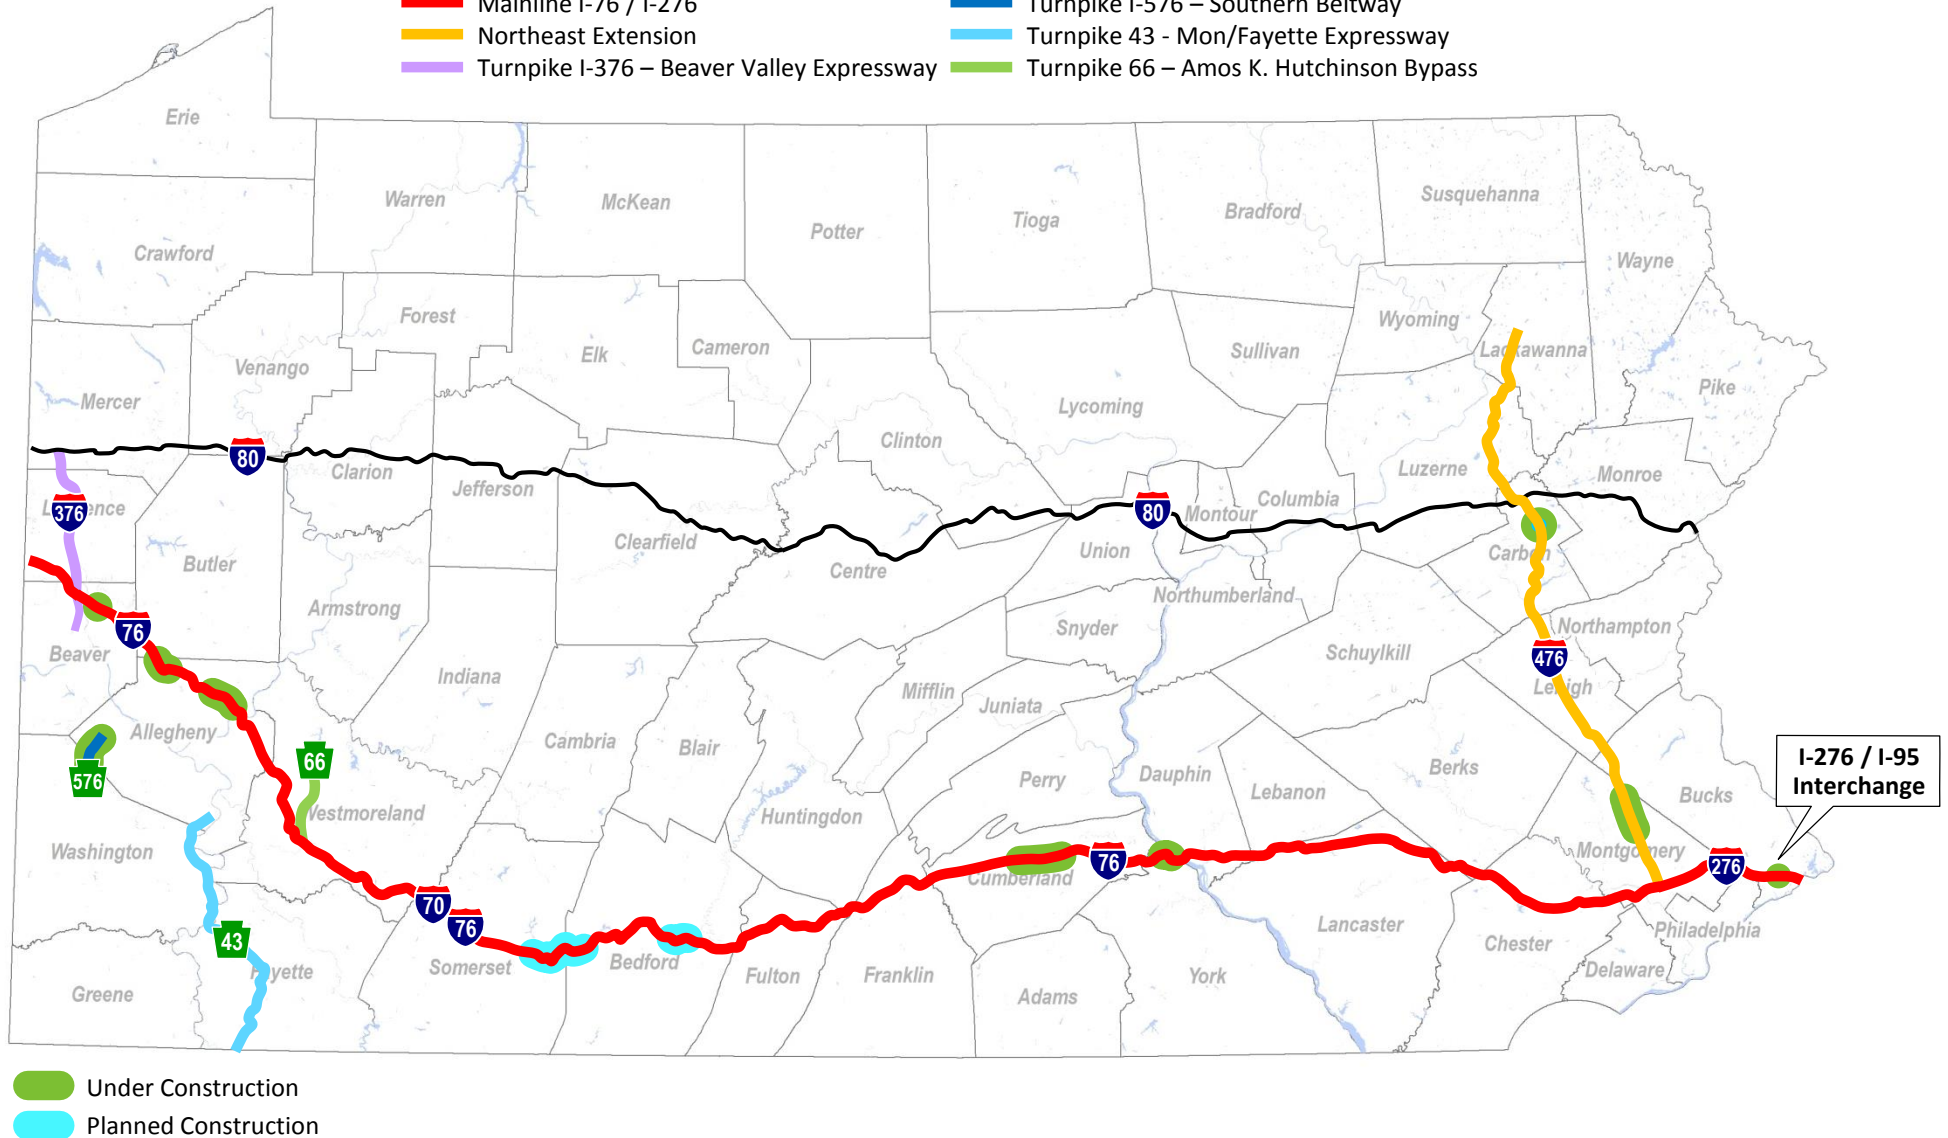 Mainline I-76 / I-276
Turnpike I-576 – Southern Beltway
Northeast Extension
Turnpike 43 - Mon/Fayette Expressway
Turnpike I-376 – Beaver Valley Expressway
Turnpike 66 – Amos K. Hutchinson Bypass
Erie
Warren
McKean
Potter
Tioga
Bradford
Susquehanna
Wayne
Crawford
Forest
Venango
Elk
Cameron
Sullivan
Wyoming
Lackawanna
Pike
Mercer
Lycoming
Clinton
80
Clarion
Jefferson
Luzerne
Monroe
Columbia
80
Montour
376
Lawrence
Clearfield
Union
Carbon
Butler
Centre
Armstrong
Northumberland
76
Snyder
Northampton
Beaver
Schuylkill
476
Lehigh
Indiana
Mifflin
Juniata
Allegheny
Cambria
Blair
66
576
Perry
Dauphin
Berks
Lebanon
Bucks
I-276 / I-95
Interchange
Westmoreland
Huntingdon
Washington
Montgomery
76
276
Cumberland
70
76
43
Lancaster
Philadelphia
Chester
Somerset
Bedford
Fayette
Fulton
Franklin
York
Delaware
Greene
Adams
Under Construction
Planned Construction